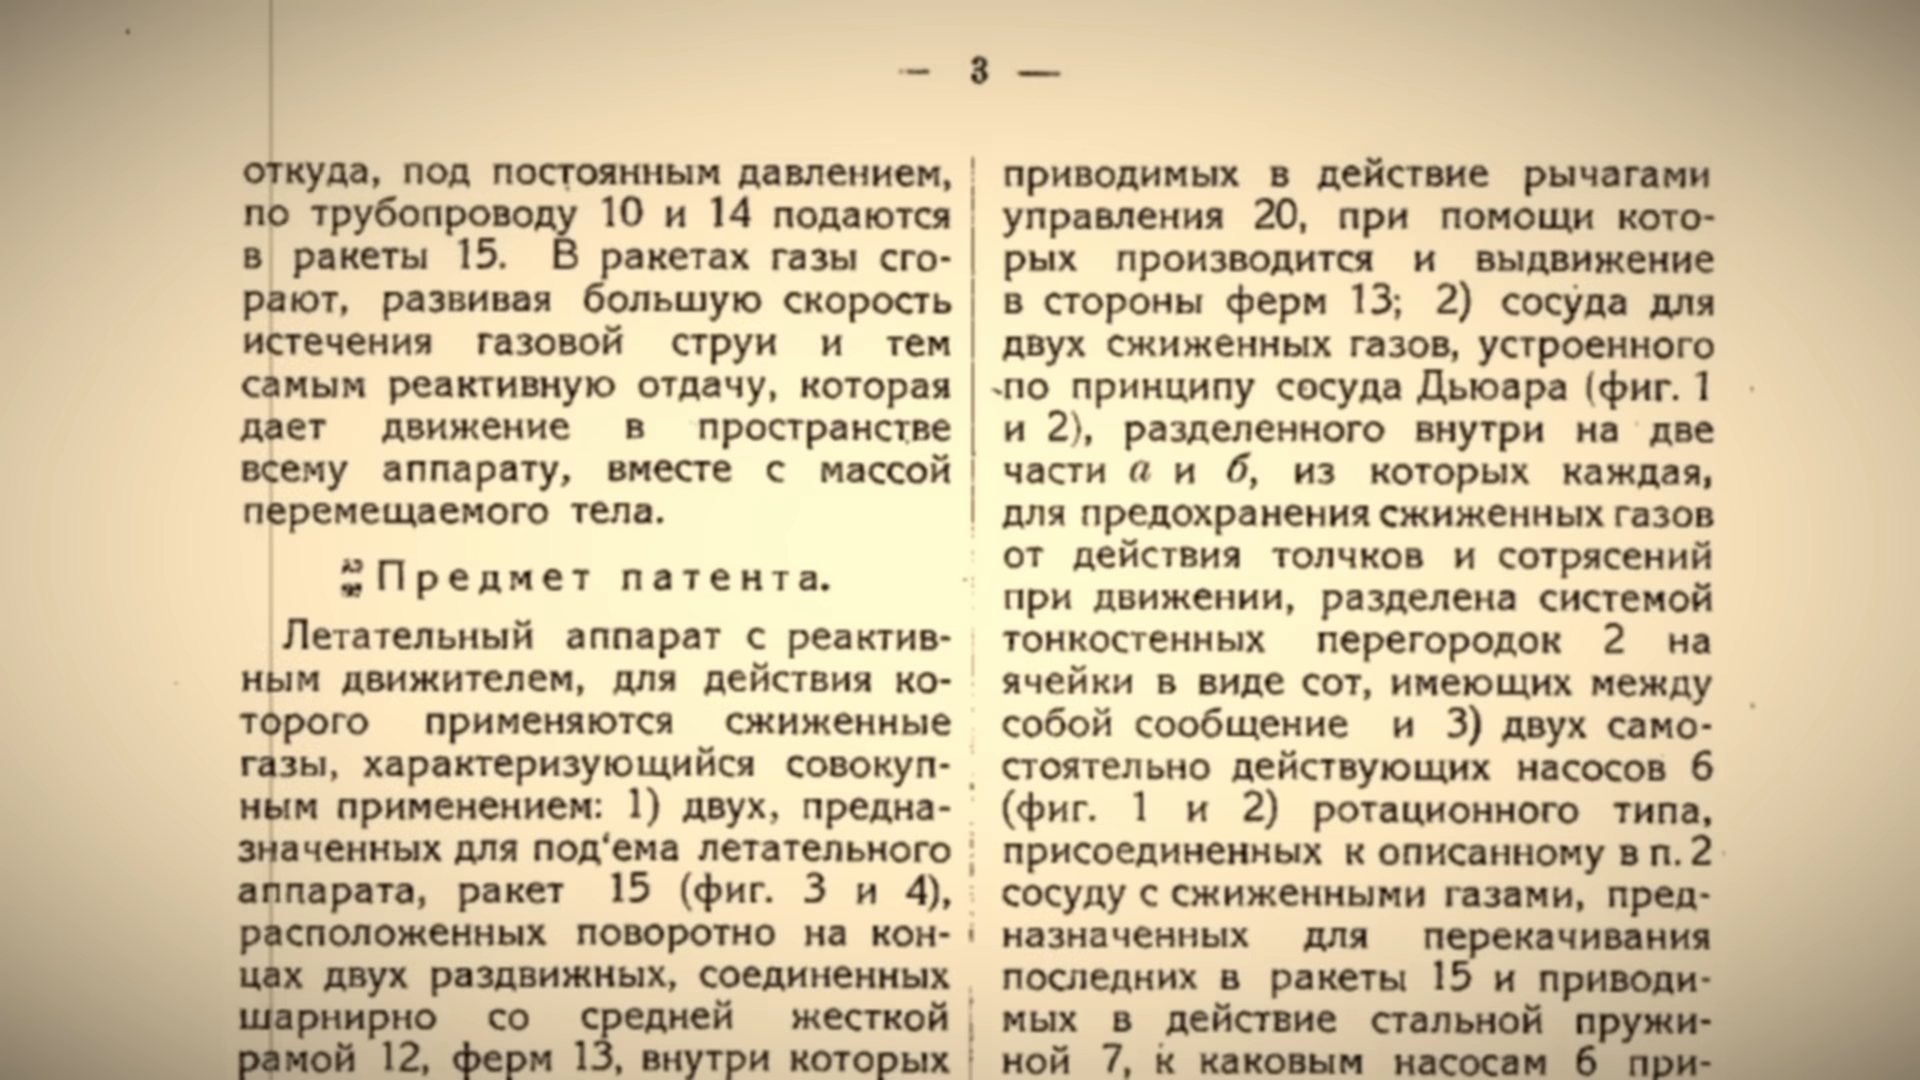 — 3 —
откуда, под постоянным давлением,
по трубопроводу 10 и 14 подаются
в ракеты 15. В ракетах газы сго-
рают, развивая большую скорость
истечения газовой струи и тем
самым реактивную отдачу, которая
дает движение в пространстве
всему аппарату, вместе с массой
перемещаемого тела.
Предмет патента.
Летательный аппарат с реактив-
ным движителем, для действия ко-
торого применяются сжиженные
газы, характеризующийся совокуп-
ным применением: 1) двух, предна-
значенных для под‘ема летательного
аппарата, ракет 15 (фиг. 3 и 4),
расположенных поворотно на кон-
цах двух раздвижных, соединенных
шарнирно со средней жесткой
рамой 12, ферм 13, внутри которых
приводимых в действие рычагами
управления 20, при помощи кото-
рых производится и выдвижение
в стороны ферм 13; 2) сосуда для
двух сжиженных газов, устроенного
по принципу сосуда Дьюара (фиг. 1
и 2), разделенного внутри на две
части а и б, из которых каждая,
для предохранения сжиженных газов
от действия толчков и сотрясений
при движении, разделена системой
тонкостенных перегородок 2 на
ячейки в виде сот, имеющих между
собой сообщение и 3) двух само-
стоятельно действующих насосов 6
(фиг. 1 и 2) ротационного типа,
присоединенных к описанному в п. 2
сосуду с сжиженными газами, пред-
назначенных для перекачивания
последних в ракеты 15 и приводи-
мых в действие стальной пружи-
ной 7, к каковым насосам 6 при-